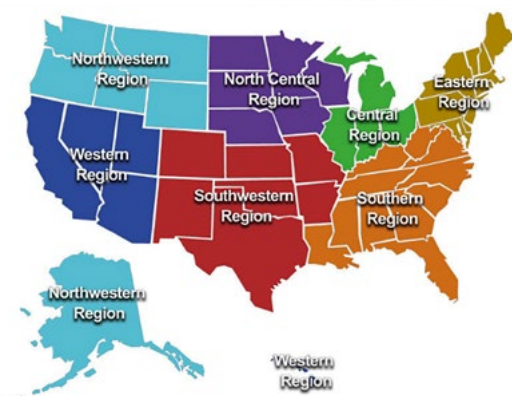 Northwestern
Region
North Central
Region
Eastern
Region
Central
Region
Western
Region
Southwestern
Region
Southern
Region
Northwestern
Region
Western
Region